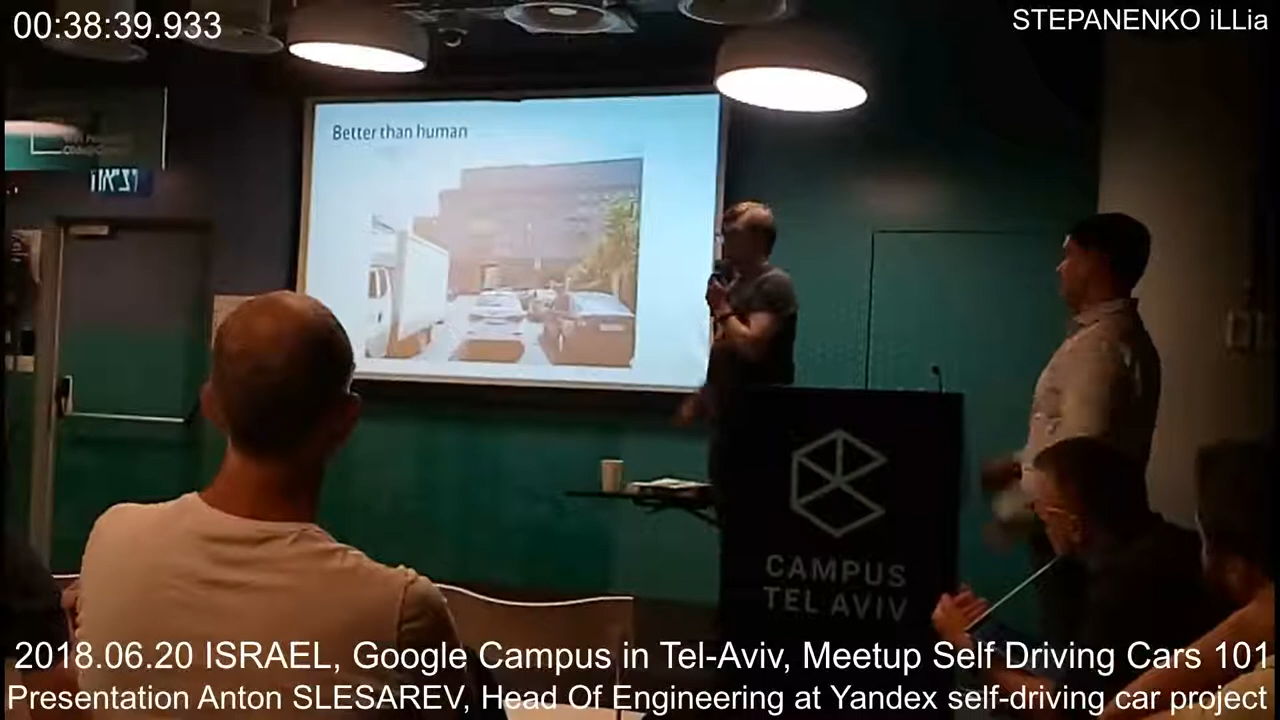 00:38:39.933
STEPANENKO iLLia
Better than human
יציאה
CAMPUS
TEL AVIV
2018.06.20 ISRAEL, Google Campus in Tel-Aviv, Meetup Self Driving Cars 101
Presentation Anton SLESAREV, Head Of Engineering at Yandex self-driving car project